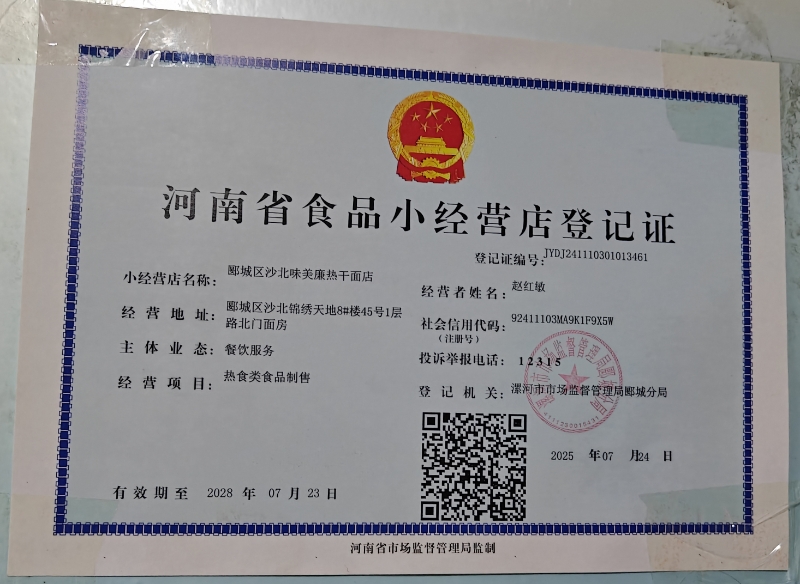 河南省食品小经营店登记证
登记证编号:JYDJ241110301013461
小经营店名称: 郾城区沙北味美廉热干面店
经营者姓名: 赵红敏
经营地址: 郾城区沙北锦绣天地8#楼45号1层
路北门面房
社会信用代码: 92411103MA9K1F9X5W
(注册号)
主体业态: 餐饮服务
投诉举报电话: 12315
经营项目: 热食类食品制售
登记机关: 漯河市市场监督管理局郾城分局
2025 年07 月24 日
有效期至 2028 年 07 月 23 日
河南省市场监督管理局监制